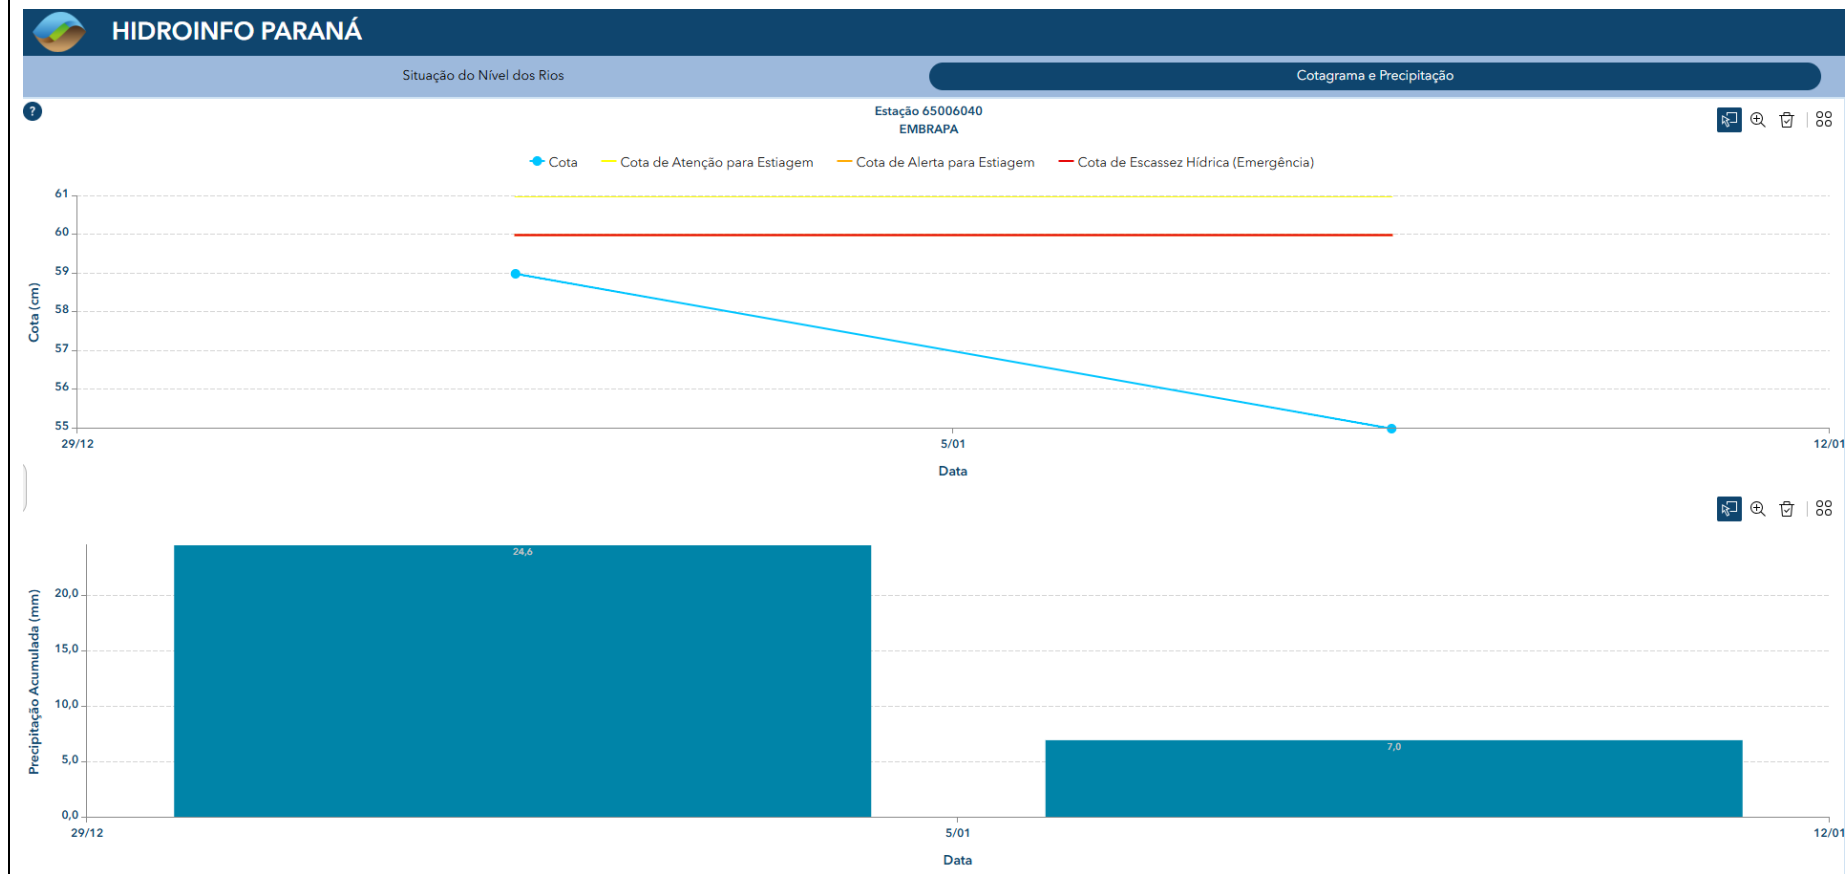 HIDROINFO PARANÁ
Situação do Nível dos Rios
Cotagrama e Precipitação
?
Estação 65006040
EMBRAPA
Cota
Cota de Atenção para Estiagem
Cota de Alerta para Estiagem
Cota de Escassez Hídrica (Emergência)
Cota (cm)
61
60
59
58
57
56
55
29/12
5/01
12/01
Data
Precipitação Acumulada (mm)
20,0
15,0
10,0
5,0
0,0
24,6
7,0
29/12
5/01
12/01
Data